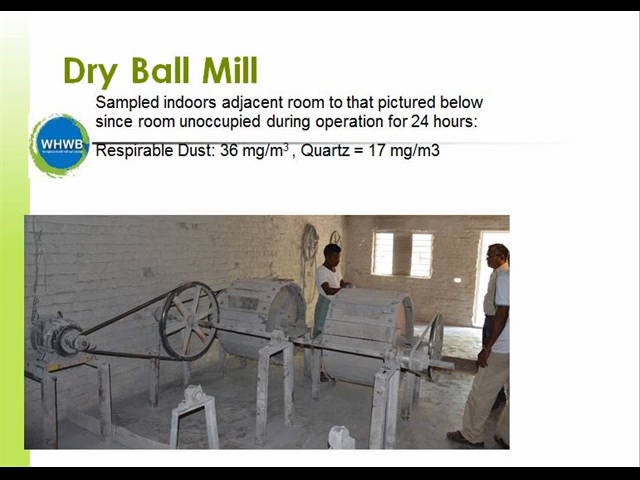 Dry Ball Mill
Sampled indoors adjacent room to that pictured below
since room unoccupied during operation for 24 hours:
WHWB
Respirable Dust: 36 mg/m³ , Quartz = 17 mg/m3